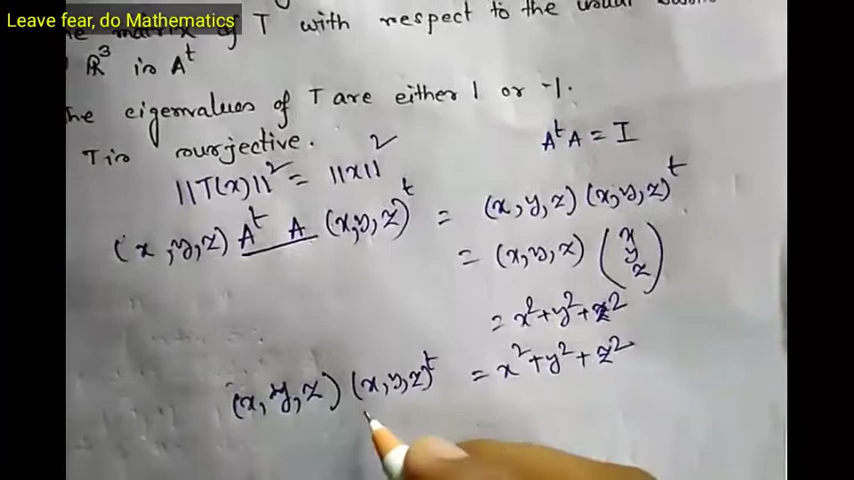 Leave fear, do Mathematics
matrix of T with respect to the usual
R³ is Aᵗ
The eigenvalues of T are either 1 or -1.
T is surjective.
AᵗA = I
||T(x)||² = ||x||²
(x,y,z) Aᵗ A (x,y,z)ᵗ = (x,y,z) (x,y,z)ᵗ
= (x,y,z) (x y z)
= x²+y²+z²
(x,y,z) (x,y,z)ᵗ = x²+y²+z²